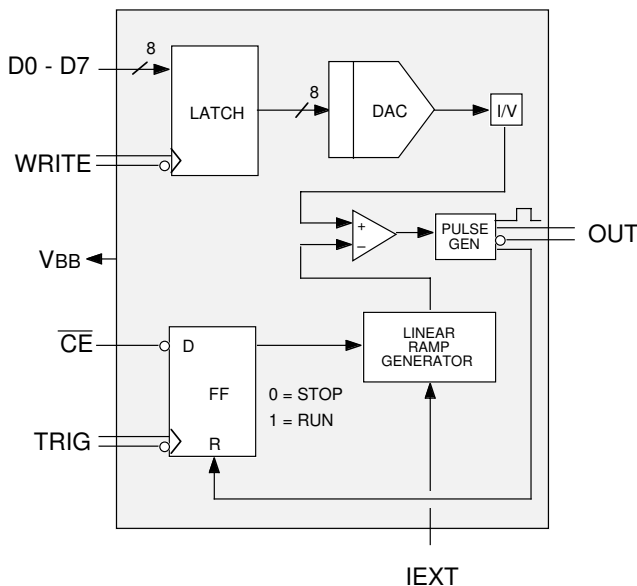 8
D0 - D7
LATCH
8
DAC
I/V
WRITE
+
–
PULSE
GEN
OUT
VBB
CE
D
LINEAR
RAMP
GENERATOR
FF
0 = STOP
1 = RUN
TRIG
R
IEXT